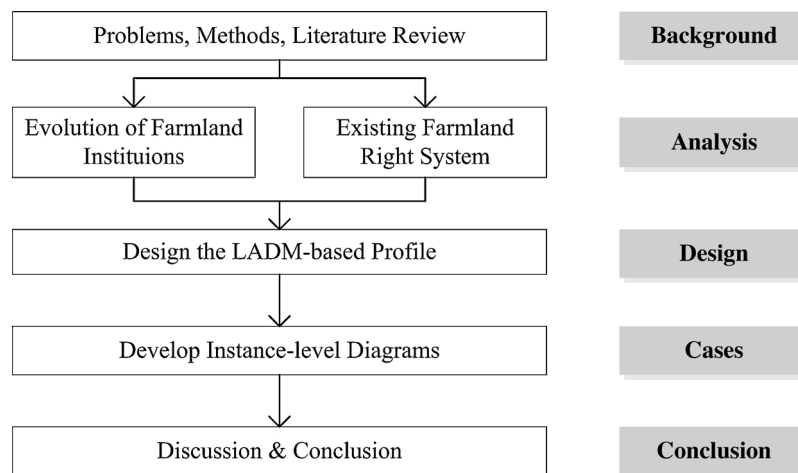 Problems, Methods, Literature Review
Background
Evolution of Farmland
Instituions
Existing Farmland
Right System
Analysis
Design the LADM-based Profile
Design
Develop Instance-level Diagrams
Cases
Discussion & Conclusion
Conclusion